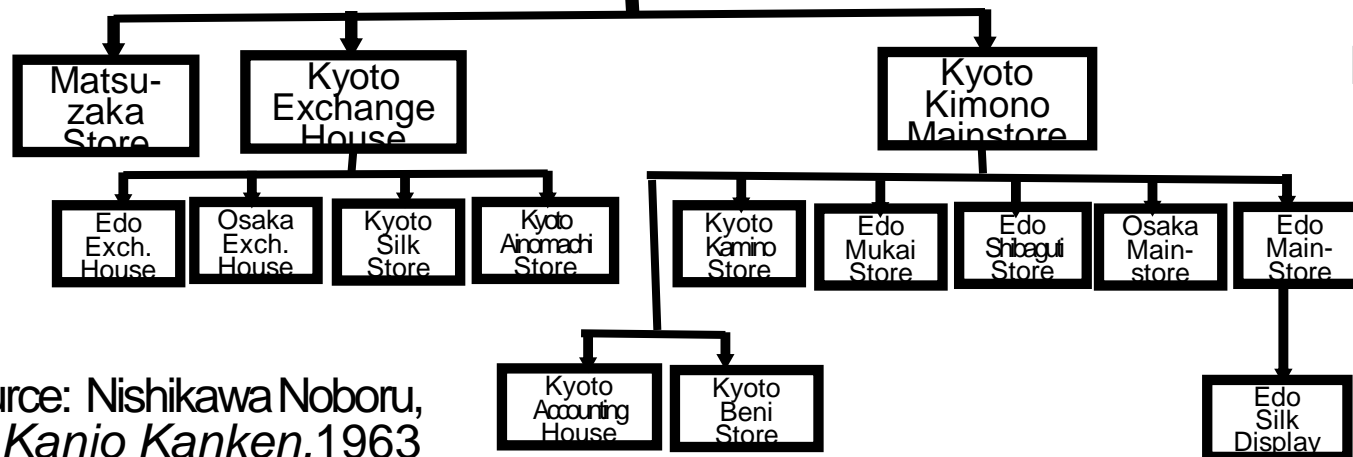 Matsu-
zaka
Store
Kyoto
Exchange
House
Kyoto
Kimono
Mainstore
Edo
Exch.
House
Osaka
Exch.
House
Kyoto
Silk
Store
Kyoto
Ainomachi
Store
Kyoto
Kamino
Store
Edo
Mukai
Store
Edo
Shibaguti
Store
Osaka
Main-
store
Edo
Main-
Store
Kyoto
Accounting
House
Kyoto
Beni
Store
Edo
Silk
Display
urce: Nishikawa Noboru,
Kanjo Kanken,1963